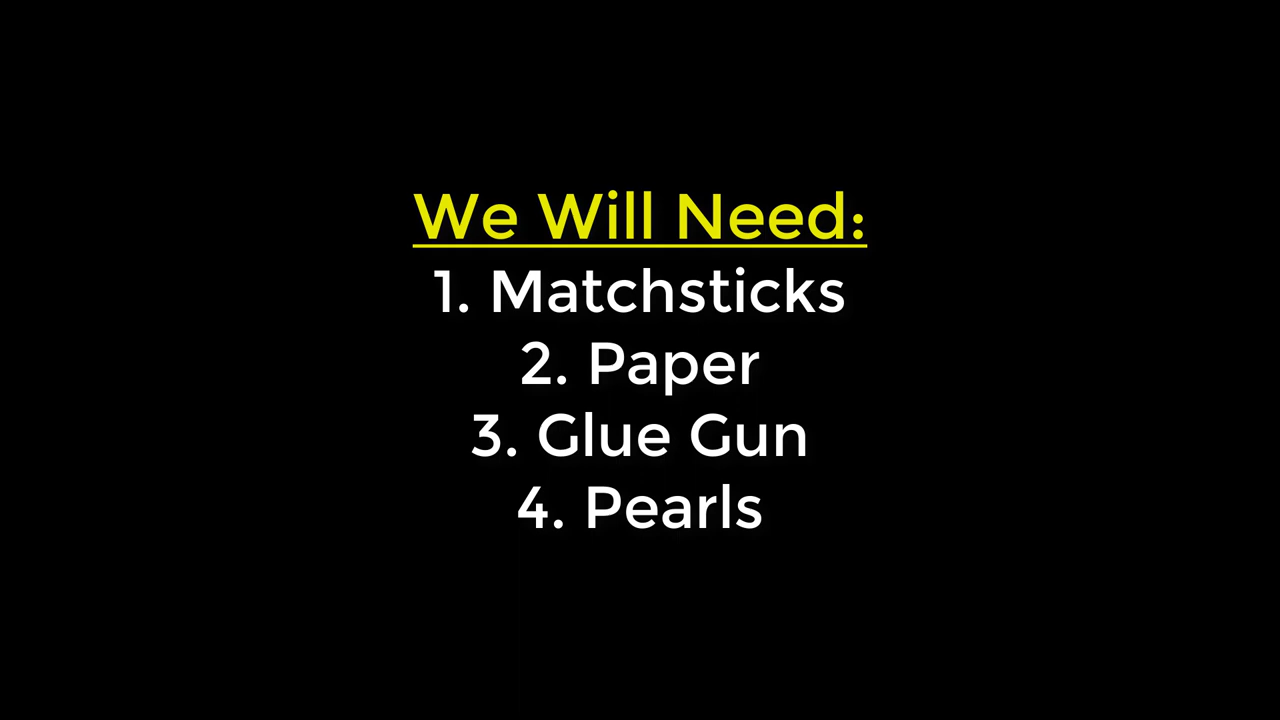 We Will Need:
1. Matchsticks
2. Paper
3. Glue Gun
4. Pearls